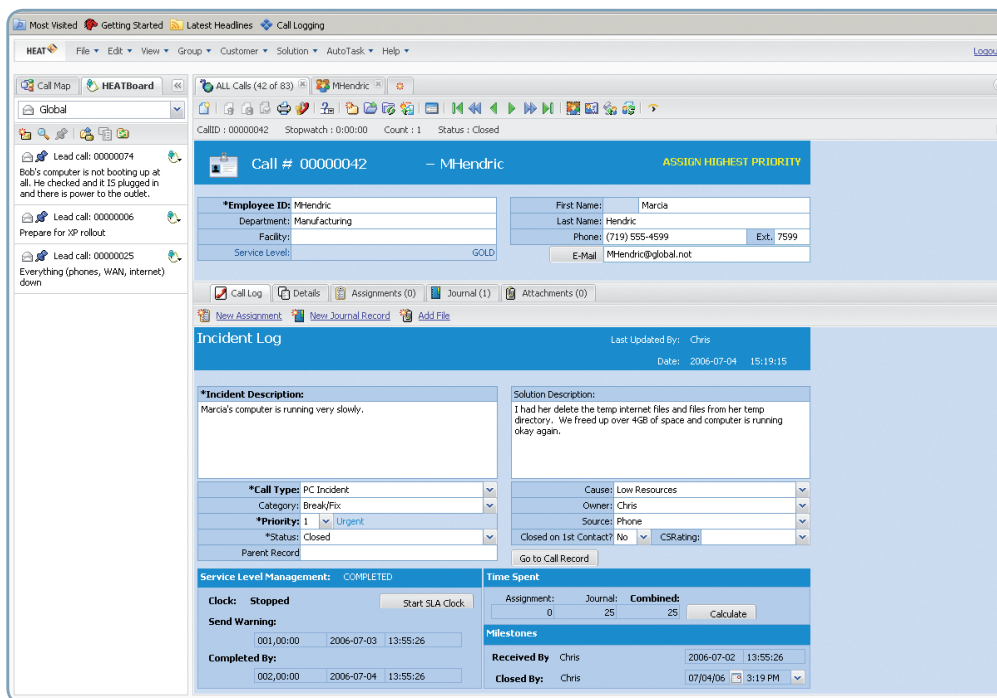 Most Visited Getting Started Latest Headlines Call Logging
HEAT File Edit View Group Customer Solution AutoTask Help
Call Map HEATBoard
Global
Lead call: 00000074
Bob's computer is not booting up at
all. He checked and it IS plugged in
and there is power to the outlet.
Lead call: 00000006
Prepare for XP rollout
Lead call: 00000025
Everything (phones, WAN, internet)
down
ALL Calls (42 of 83) MHendric
CallID : 00000042 Stopwatch : 0:00:00 Count : 1 Status : Closed
Call # 00000042 – MHendric ASSIGN HIGHEST PRIORITY
*Employee ID: MHendric
Department: Manufacturing
Facility:
Service Level: GOLD
First Name: Marcia
Last Name: Hendric
Phone: (719) 555-4599 Ext. 7599
E-Mail MHendric@global.not
Call Log Details Assignments (0) Journal (1) Attachments (0)
New Assignment New Journal Record Add File
Incident Log
Last Updated By: Chris
Date: 2006-07-04 15:19:15
*Incident Description:
Marcia's computer is running very slowly.
Solution Description:
I had her delete the temp internet files and files from her temp
directory. We freed up over 4GB of space and computer is running
okay again.
*Call Type: PC Incident
Category: Break/Fix
*Priority: 1 Urgent
*Status: Closed
Parent Record
Cause: Low Resources
Owner: Chris
Source: Phone
Closed on 1st Contact? No CSRating:
Go to Call Record
Service Level Management: COMPLETED
Clock: Stopped Start SLA Clock
Send Warning:
001,00:00 2006-07-03 13:55:26
Completed By:
002,00:00 2006-07-04 13:55:26
Time Spent
Assignment: Journal: Combined:
0 25 25 Calculate
Milestones
Received By Chris 2006-07-02 13:55:26
Closed By: Chris 07/04/06 3:19 PM